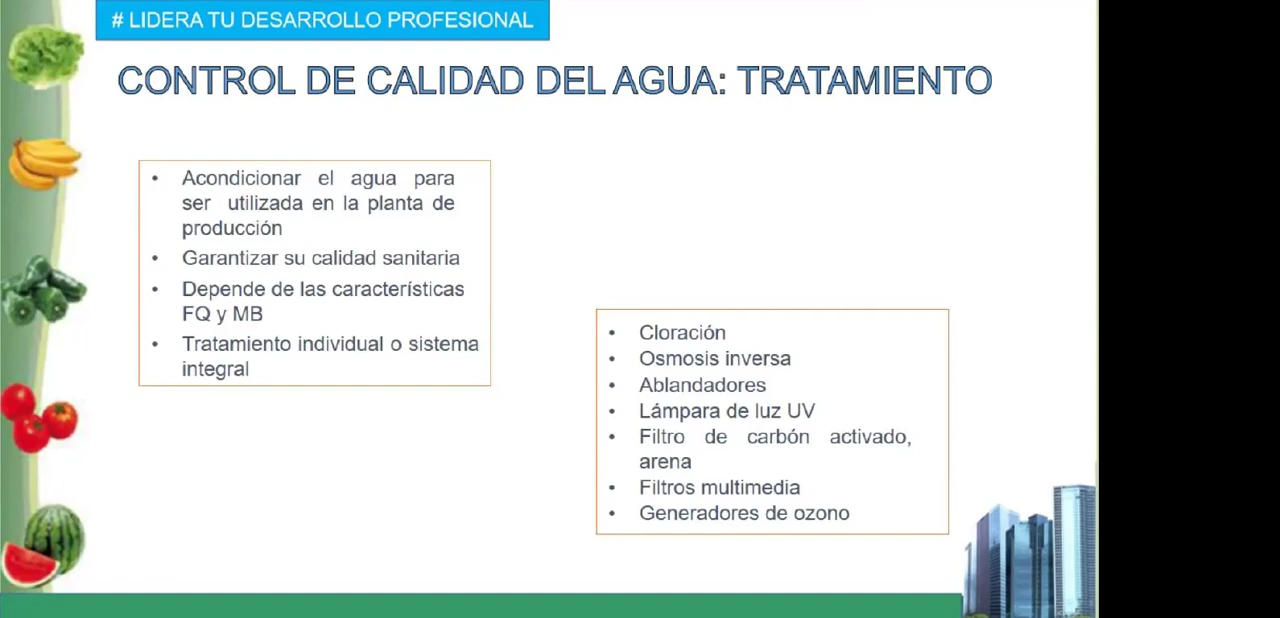 # LIDERA TU DESARROLLO PROFESIONAL
CONTROL DE CALIDAD DEL AGUA: TRATAMIENTO
• Acondicionar el agua para
ser utilizada en la planta de
producción
• Garantizar su calidad sanitaria
• Depende de las características
FQ y MB
• Tratamiento individual o sistema
integral
• Cloración
• Osmosis inversa
• Ablandadores
• Lámpara de luz UV
• Filtro de carbón activado,
arena
• Filtros multimedia
• Generadores de ozono